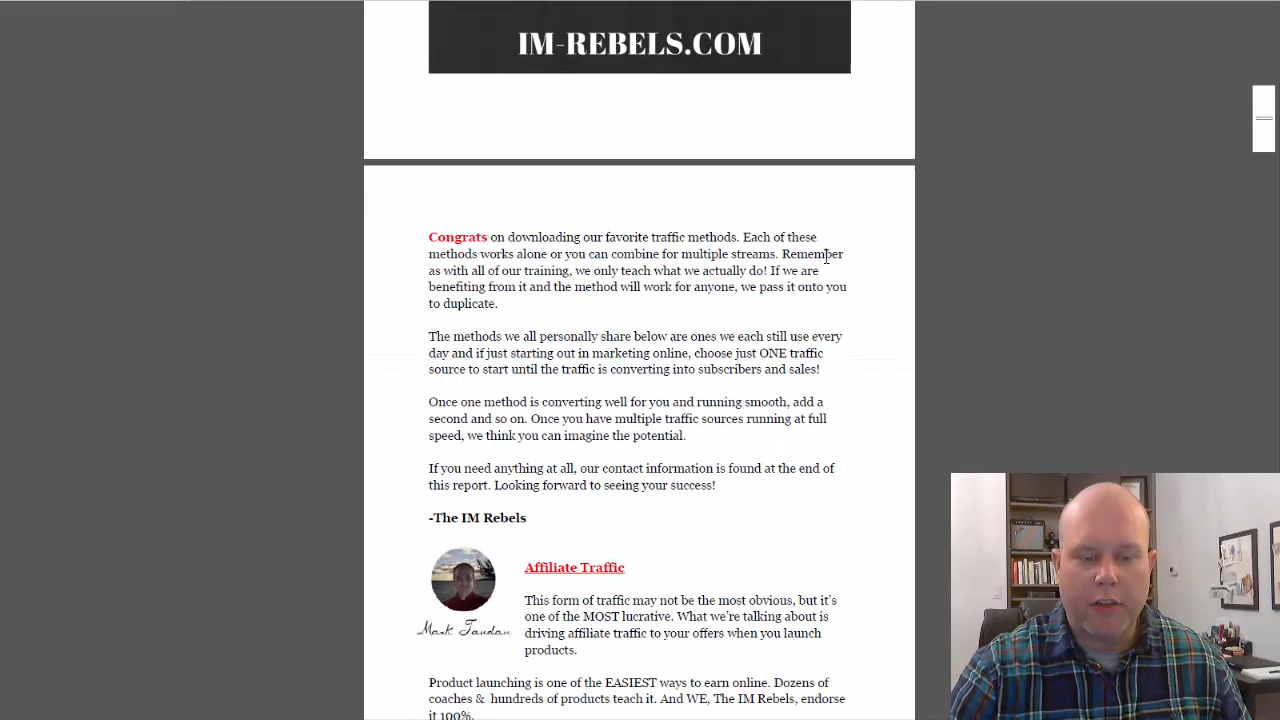 IM-REBELS.COM
Congrats on downloading our favorite traffic methods. Each of these
methods works alone or you can combine for multiple streams. Remember
as with all of our training, we only teach what we actually do! If we are
benefiting from it and the method will work for anyone, we pass it onto you
to duplicate.
The methods we all personally share below are ones we each still use every
day and if just starting out in marketing online, choose just ONE traffic
source to start until the traffic is converting into subscribers and sales!
Once one method is converting well for you and running smooth, add a
second and so on. Once you have multiple traffic sources running at full
speed, we think you can imagine the potential.
If you need anything at all, our contact information is found at the end of
this report. Looking forward to seeing your success!
-The IM Rebels
Affiliate Traffic
This form of traffic may not be the most obvious, but it’s
one of the MOST lucrative. What we’re talking about is
driving affiliate traffic to your offers when you launch
products.
Mark Tandan
Product launching is one of the EASIEST ways to earn online. Dozens of
coaches & hundreds of products teach it. And WE, The IM Rebels, endorse
it 100%.